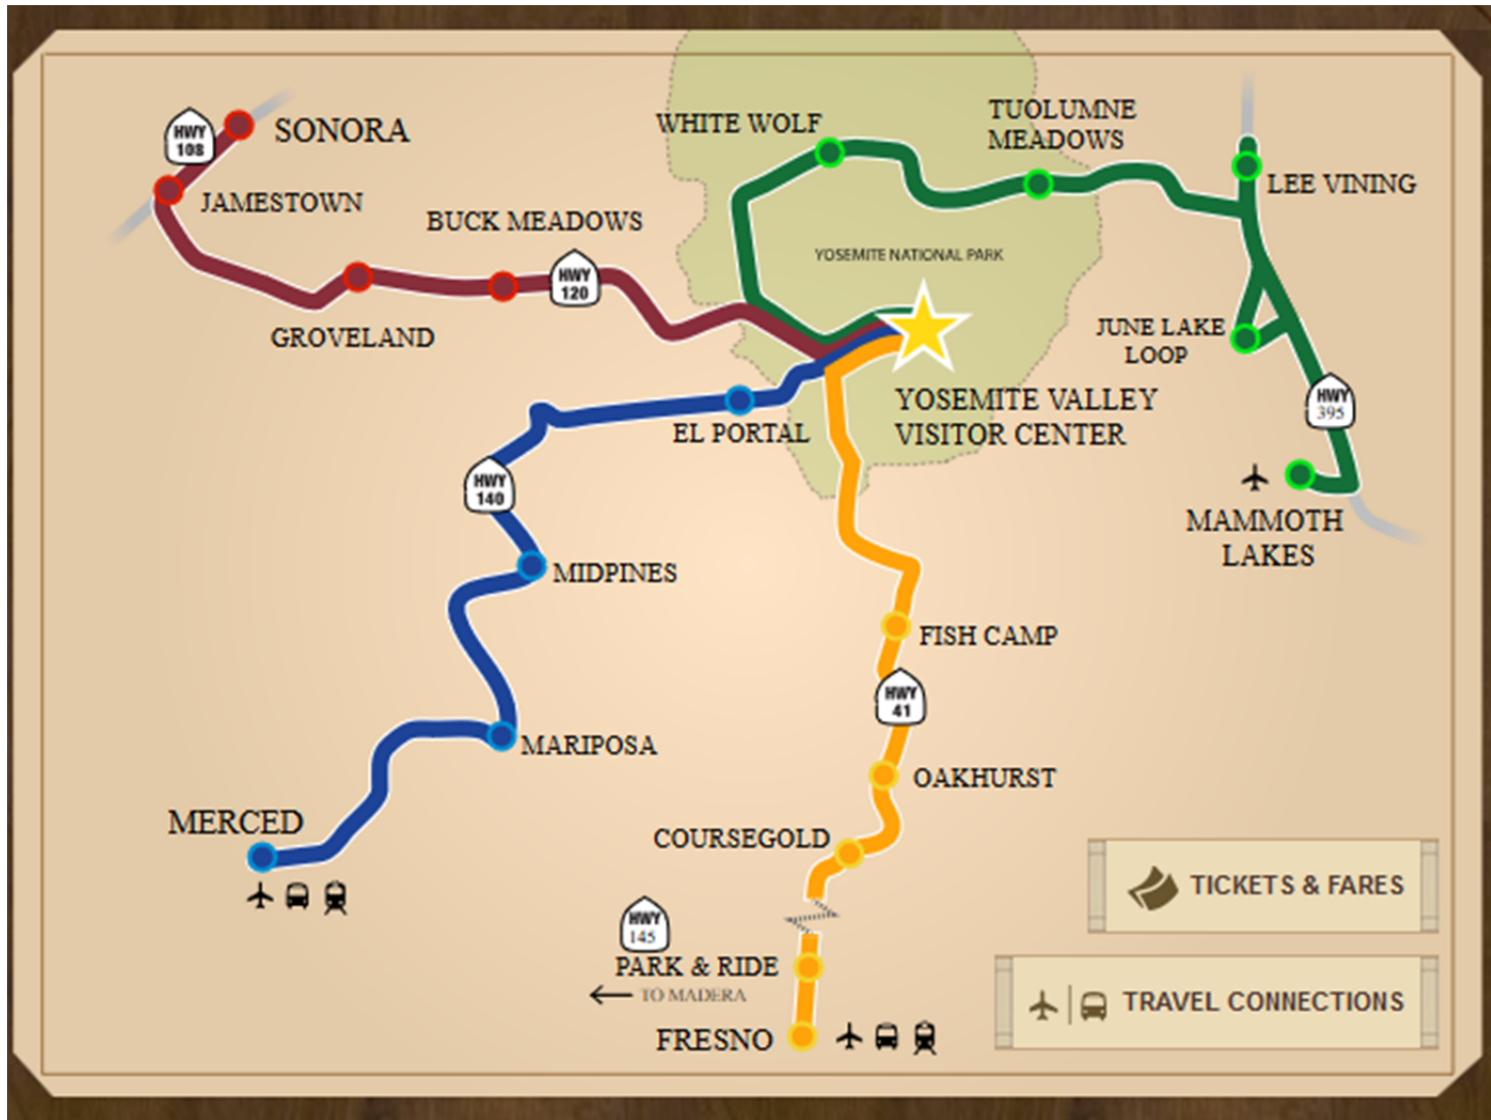 HWY
108
SONORA
JAMESTOWN
BUCK MEADOWS
HWY
120
GROVELAND
WHITE WOLF
TUOLUMNE
MEADOWS
LEE VINING
YOSEMITE NATIONAL PARK
JUNE LAKE
LOOP
HWY
395
YOSEMITE VALLEY
VISITOR CENTER
EL PORTAL
HWY
140
MAMMOTH
LAKES
MIDPINES
FISH CAMP
HWY
41
MARIPOSA
OAKHURST
MERCED
COURSEGOLD
HWY
145
PARK & RIDE
TO MADERA
FRESNO
TICKETS & FARES
TRAVEL CONNECTIONS